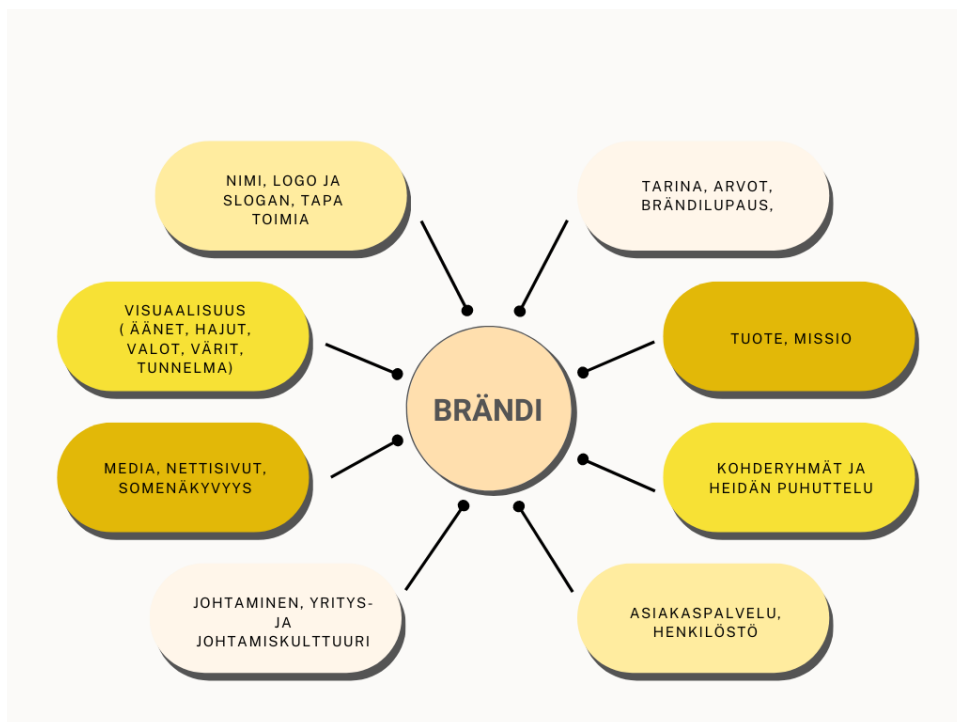 NIMI, LOGO JA
SLOGAN, TAPA
TOIMIA
TARINA, ARVOT,
BRÄNDILUPAUS,
VISUAALISUUS
( ÄÄNET, HAJUT,
VALOT, VÄRIT,
TUNNELMA)
TUOTE, MISSIO
BRÄNDI
MEDIA, NETTISIVUT,
SOMENÄKYVYYS
KOHDERYHMÄT JA
HEIDÄN PUHUTTELU
JOHTAMINEN, YRITYS-
JA
JOHTAMISKULTTUURI
ASIAKASPALVELU,
HENKILÖSTÖ